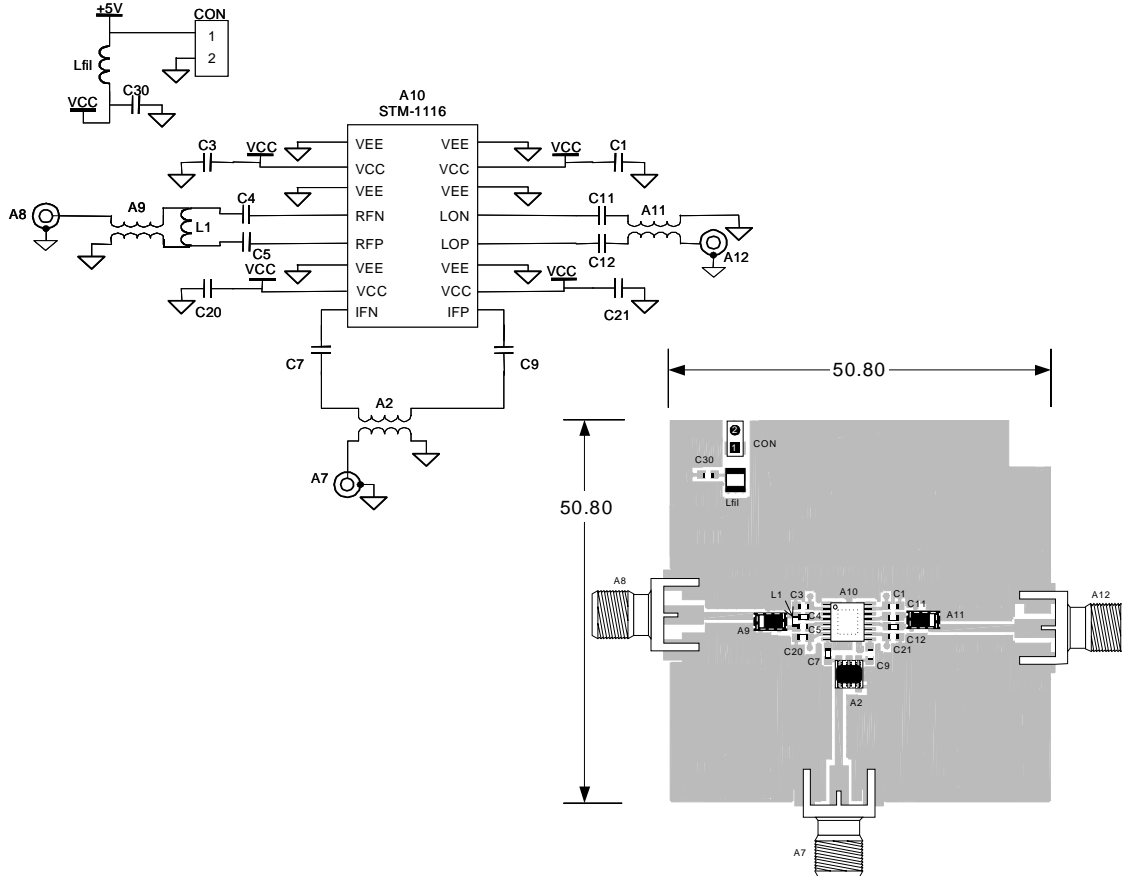 +5V
CON
1
2
Lfil
VCC
C30
A10
STM-1116
VEE
VCC
VEE
RFN
RFP
VEE
VCC
IFN
VEE
VCC
VEE
LON
LOP
VEE
VCC
IFP
C3
VCC
VCC
C1
A8
A9
L1
C4
C5
C11
A11
C12
A12
VCC
C20
VCC
C21
C7
C9
A2
A7
50.80
50.80
2
1
CON
C30
Lfil
A8
L1
C3
A10
C1
C11
A12
C4
A11
A9
C5
C12
C20
C21
C7
C9
A2
A7